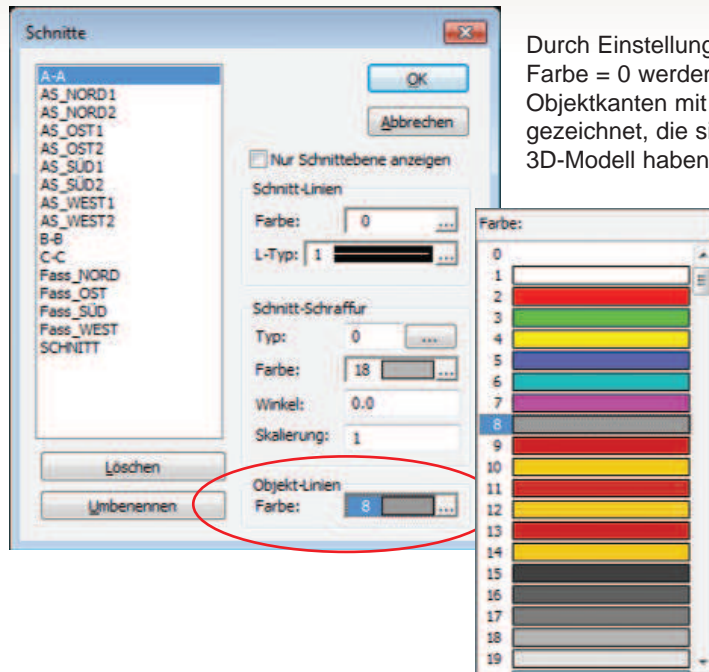 Schnitte
A-A
AS_NORD1
AS_NORD2
AS_OST1
AS_OST2
AS_SÜD1
AS_SÜD2
AS_WEST1
AS_WEST2
B-B
C-C
Fass_NORD
Fass_OST
Fass_SÜD
Fass_WEST
SCHNITT
Löschen
Umbenennen
OK
Abbrechen
Nur Schnittebene anzeigen
Schnitt-Linien
Farbe: 0 ...
L-Typ: 1 ...
Schnitt-Schraffur
Typ: 0 ...
Farbe: 18 ...
Winkel: 0.0
Skalierung: 1
Objekt-Linien
Farbe: 8 ...
Durch Einstellung
Farbe = 0 werden
Objektkanten mit
gezeichnet, die si
3D-Modell haben
Farbe:
0
1
2
3
4
5
6
7
8
9
10
11
12
13
14
15
16
17
18
19